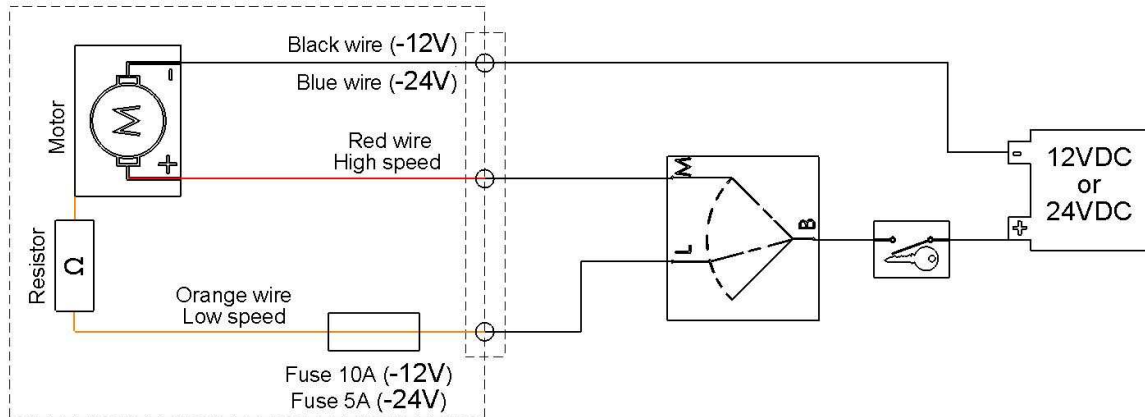 Black wire (-12V)
Blue wire (-24V)
Motor
M
-
+
Red wire
High speed
M
L
B
-
+
12VDC
or
24VDC
Resistor
Ω
Orange wire
Low speed
Fuse 10A (-12V)
Fuse 5A (-24V)